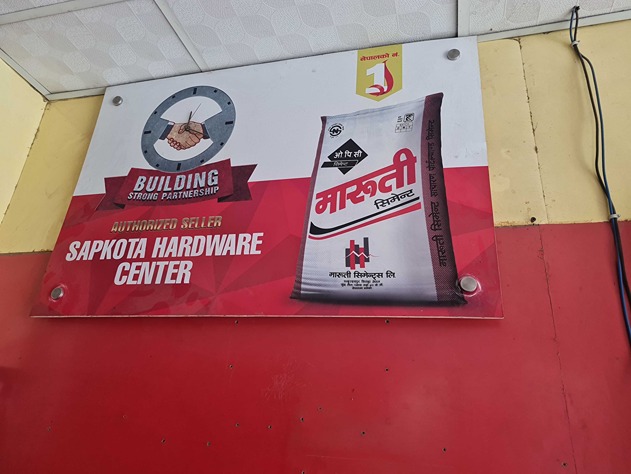 नेपालको नं.
1
BUILDING
STRONG PARTNERSHIP
AUTHORIZED SELLER
SAPKOTA HARDWARE
CENTER
ओ पि सी
सिमेन्ट
मारुती
सिमेन्ट
मारुती सिमेन्ट्स लि
मारुती सिमेन्ट